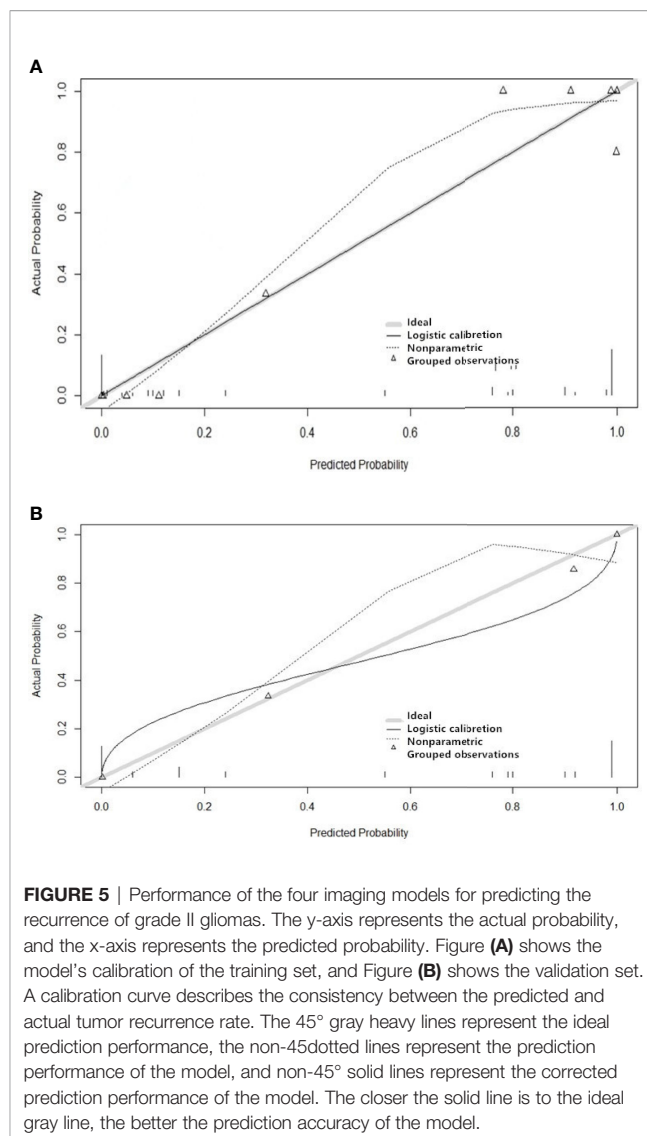 A
1.0
0.8
0.6
0.4
0.2
0.0
Actual Probability
Ideal
Logistic calibretion
Nonparametric
Grouped observations
0.0 0.2 0.4 0.6 0.8 1.0
Predicted Probability
B
1.0
0.8
0.6
0.4
0.2
0.0
Actual Probability
Ideal
Logistic calibretion
Nonparametric
Grouped observations
0.0 0.2 0.4 0.6 0.8 1.0
Predicted Probability
FIGURE 5 | Performance of the four imaging models for predicting the
recurrence of grade II gliomas. The y-axis represents the actual probability,
and the x-axis represents the predicted probability. Figure (A) shows the
model’s calibration of the training set, and Figure (B) shows the validation set.
A calibration curve describes the consistency between the predicted and
actual tumor recurrence rate. The 45° gray heavy lines represent the ideal
prediction performance, the non-45dotted lines represent the prediction
performance of the model, and non-45° solid lines represent the corrected
prediction performance of the model. The closer the solid line is to the ideal
gray line, the better the prediction accuracy of the model.